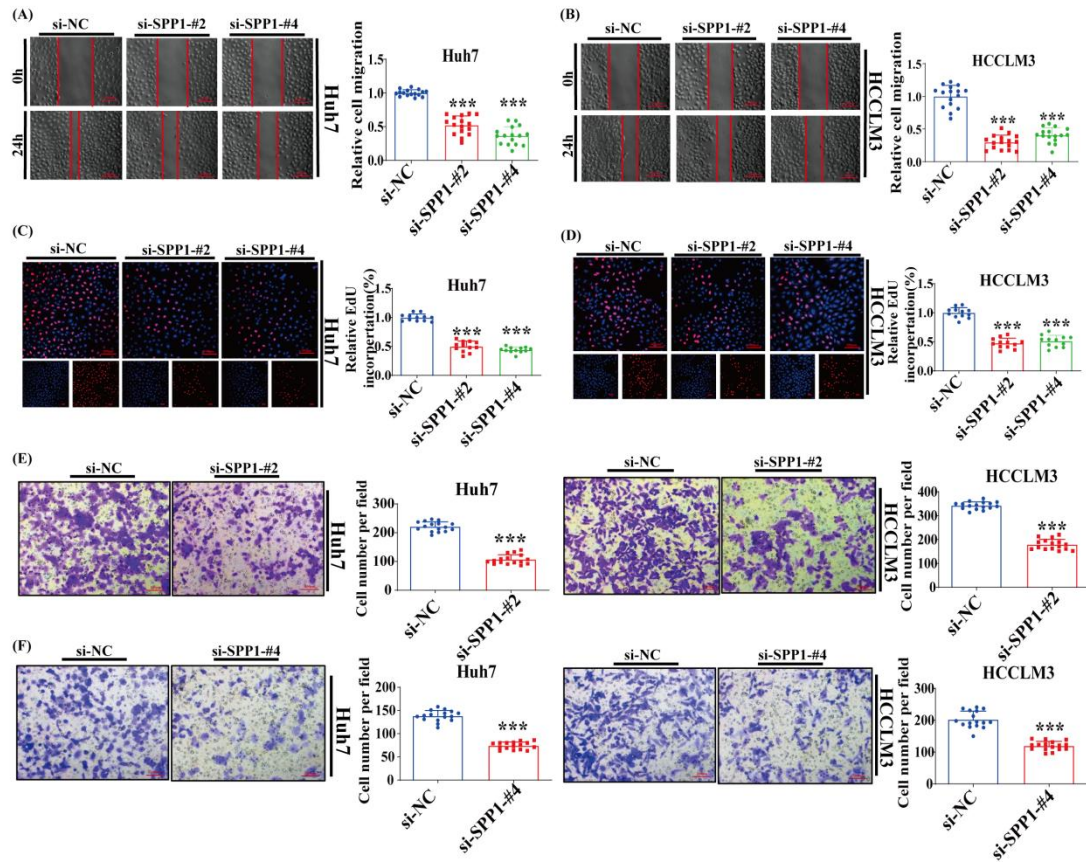 (A)
si-NC si-SPP1-#2 si-SPP1-#4
0h
24h
Huh7
Huh7
Relative cell migration
1.5
1.0
0.5
0.0
***
***
si-NC
si-SPP1-#2
si-SPP1-#4
(B)
si-NC si-SPP1-#2 si-SPP1-#4
0h
24h
HCCLM3
HCCLM3
Relative cell migration
1.5
1.0
0.5
0.0
***
***
si-NC
si-SPP1-#2
si-SPP1-#4
(C)
si-NC si-SPP1-#2 si-SPP1-#4
Huh7
Huh7
Relative EdU
incorpertation(%)
1.5
1.0
0.5
0.0
***
***
si-NC
si-SPP1-#2
si-SPP1-#4
(D)
si-NC si-SPP1-#2 si-SPP1-#4
HCCLM3
HCCLM3
Relative EdU
incorpertation(%)
1.5
1.0
0.5
0.0
***
***
si-NC
si-SPP1-#2
si-SPP1-#4
(E)
si-NC si-SPP1-#2
Huh7
Huh7
Cell number per field
300
200
100
0
***
si-NC
si-SPP1-#2
si-NC si-SPP1-#2
HCCLM3
HCCLM3
Cell number per field
400
300
200
100
0
***
si-NC
si-SPP1-#2
(F)
si-NC si-SPP1-#4
Huh7
Huh7
Cell number per field
200
150
100
50
0
***
si-NC
si-SPP1-#4
si-NC si-SPP1-#4
HCCLM3
HCCLM3
Cell number per field
300
200
100
0
***
si-NC
si-SPP1-#4